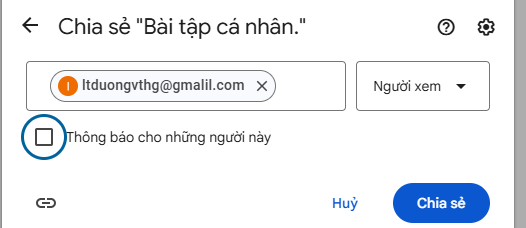 Chia sẻ "Bài tập cá nhân."
I ltduongvthg@gmalil.com
Người xem
Thông báo cho những người này
Huỷ Chia sẻ